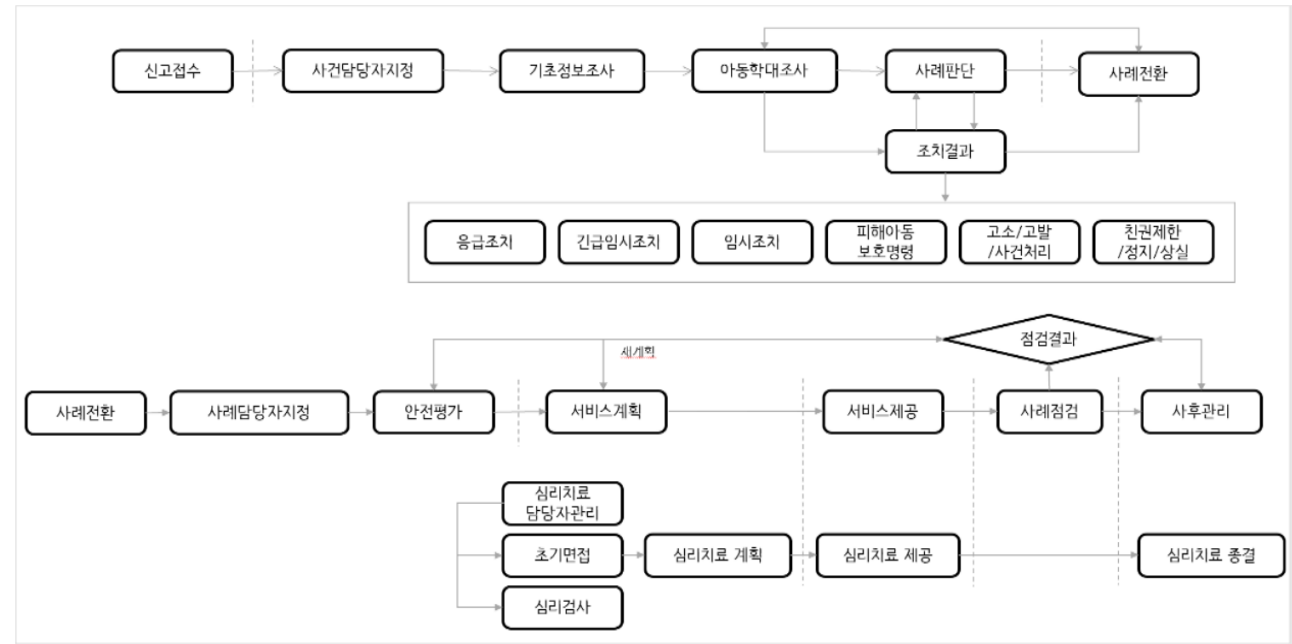 신고접수
사건담당자지정
기초정보조사
아동학대조사
사례판단
사례전환
조치결과
응급조치
긴급임시조치
임시조치
피해아동
보호명령
고소/고발
/사건처리
친권제한
/정지/상실
점검결과
재계획
사례전환
사례담당자지정
안전평가
서비스계획
서비스제공
사례점검
사후관리
심리치료
담당자관리
초기면접
심리치료 계획
심리치료 제공
심리치료 종결
심리검사